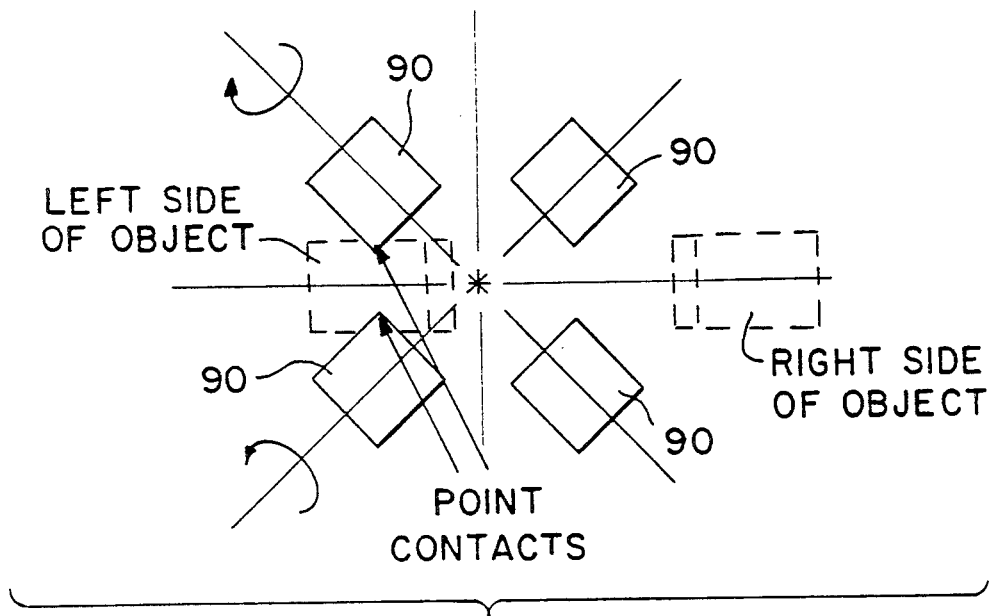 90
90
LEFT SIDE
OF OBJECT
90
RIGHT SIDE
OF OBJECT
90
POINT
CONTACTS